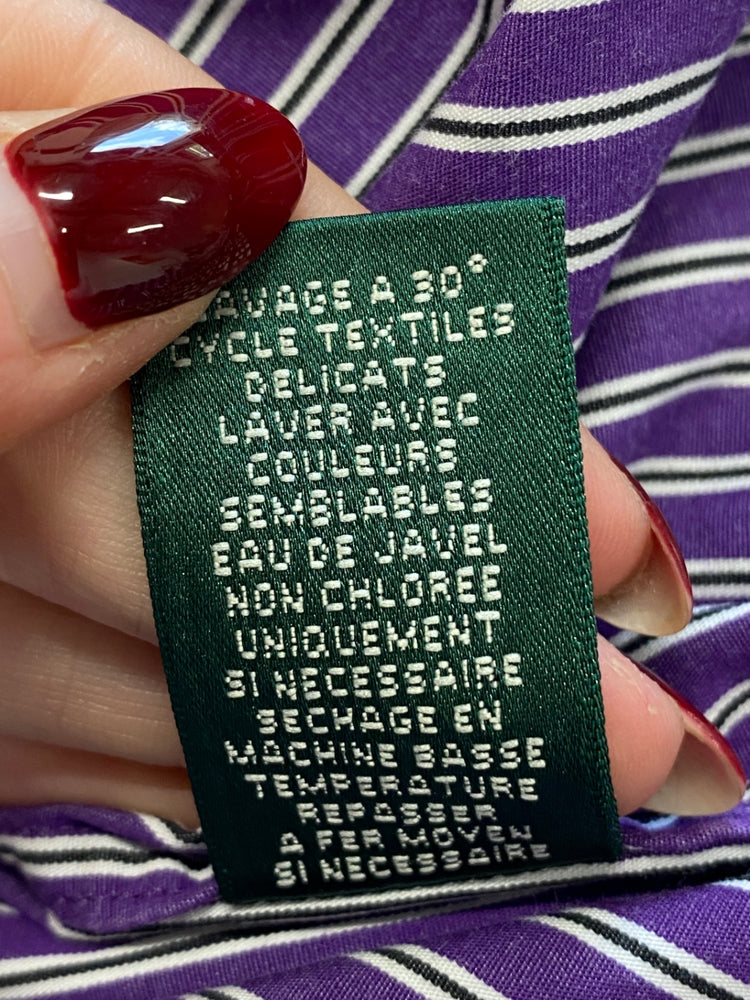 LAVAGE A 30°
CYCLE TEXTILES
DELICATS
LAVER AVEC
COULEURS
SEMBLABLES
EAU DE JAVEL
NON CHLOREE
UNIQUEMENT
SI NECESSAIRE
SECHAGE EN
MACHINE BASSE
TEMPERATURE
REPASSER
A FER MOYEN
SI NECESSAIRE